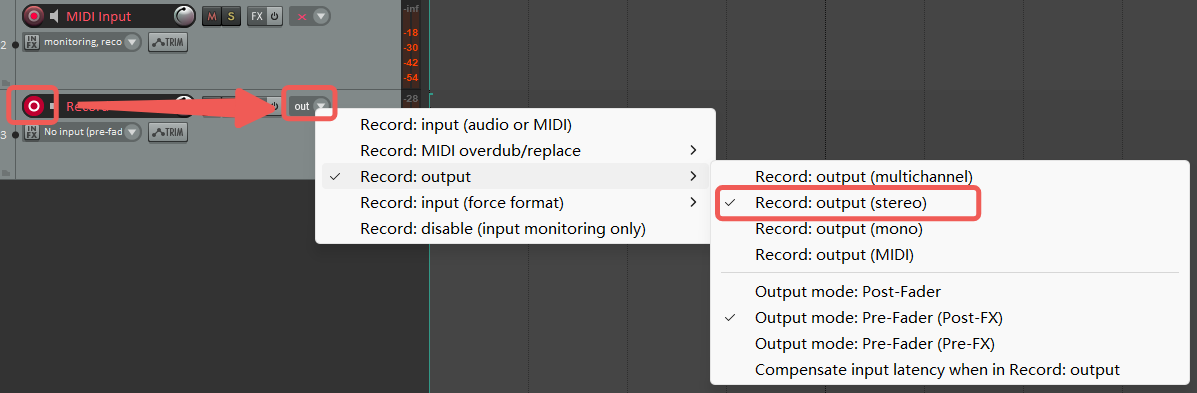 MIDI Input
M S FX
-inf
-18
-30
-42
-54
2
IN FX
monitoring, reco
TRIM
out
-28
3
IN FX
No input (pre-fad
TRIM
Record: input (audio or MIDI)
Record: MIDI overdub/replace
Record: output
Record: input (force format)
Record: disable (input monitoring only)
Record: output (multichannel)
Record: output (stereo)
Record: output (mono)
Record: output (MIDI)
Output mode: Post-Fader
Output mode: Pre-Fader (Post-FX)
Output mode: Pre-Fader (Pre-FX)
Compensate input latency when in Record: output